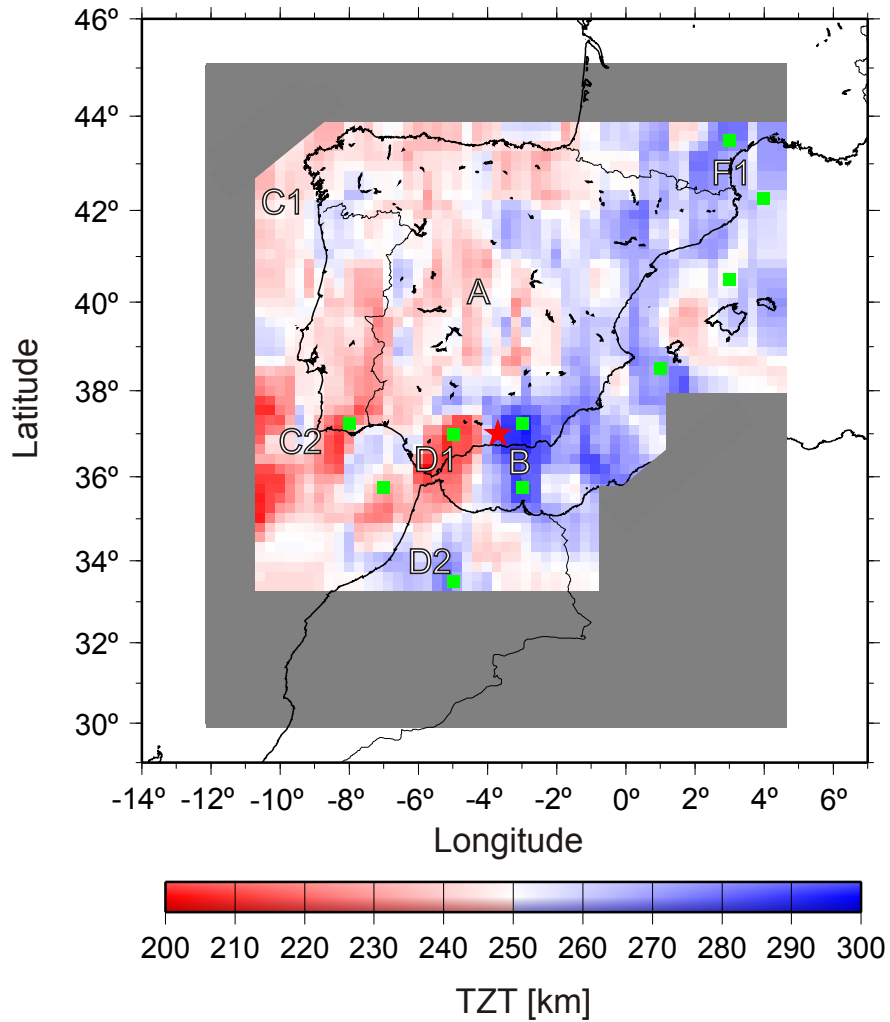 46º
44º
42º
40º
38º
36º
34º
32º
30º
Latitude
C1
F1
A
C2
D1
B
D2
-14º -12º -10º -8º -6º -4º -2º 0º 2º 4º 6º
Longitude
200 210 220 230 240 250 260 270 280 290 300
TZT [km]